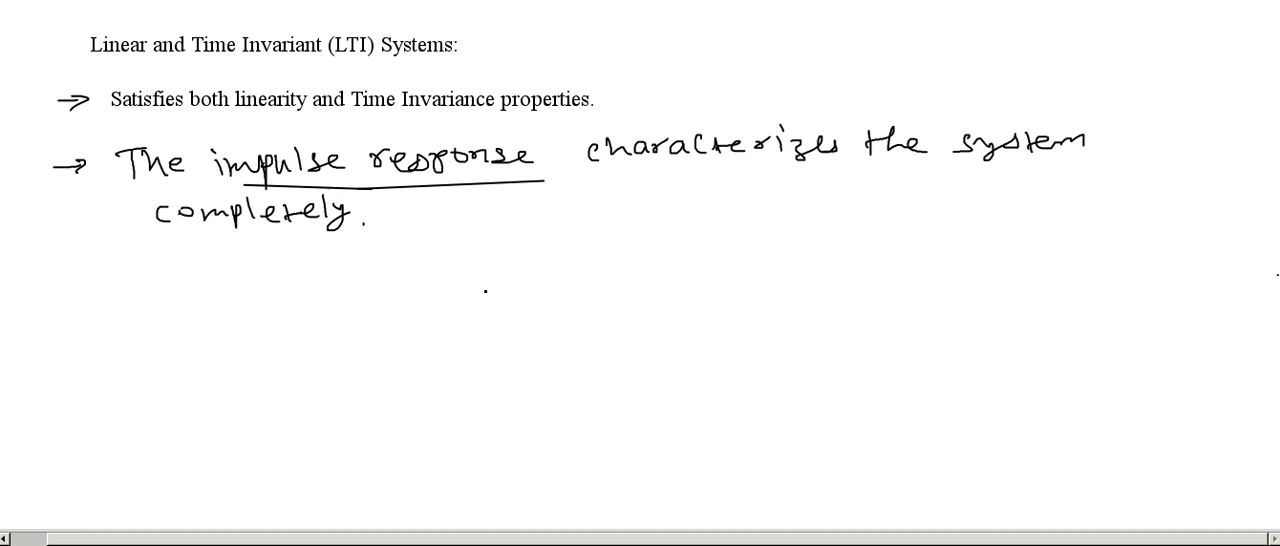 Linear and Time Invariant (LTI) Systems:
→ Satisfies both linearity and Time Invariance properties.
→ The impulse response characterizes the system
completely.